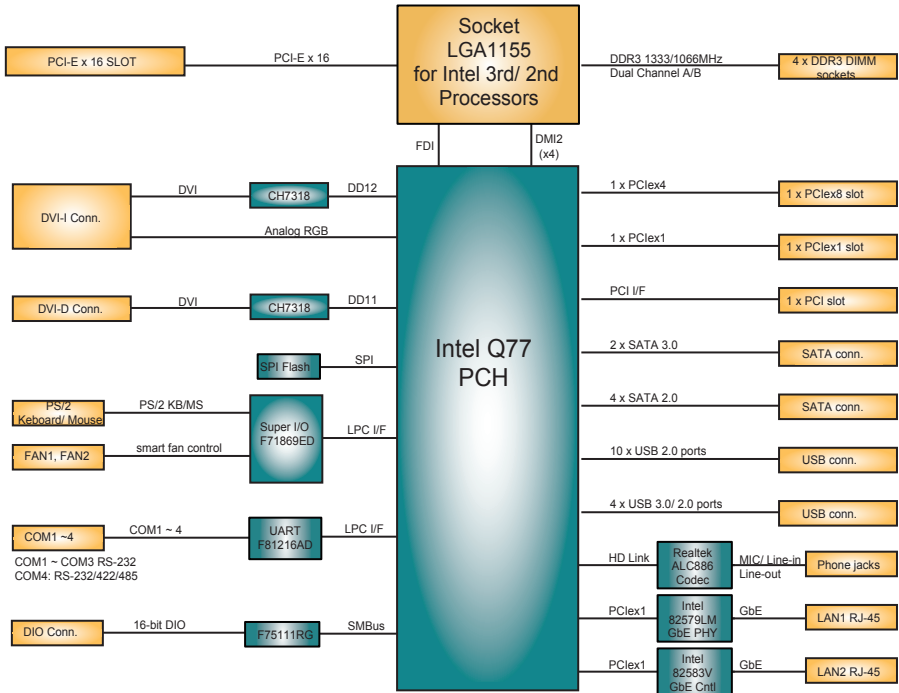 Socket
LGA1155
for Intel 3rd/ 2nd
Processors
PCI-E x 16 SLOT
PCI-E x 16
DDR3 1333/1066MHz
Dual Channel A/B
4 x DDR3 DIMM
sockets
FDI
DMI2
(x4)
Intel Q77
PCH
DVI-I Conn.
DVI
CH7318
DD12
Analog RGB
DVI-D Conn.
DVI
CH7318
DD11
SPI Flash
SPI
PS/2
Keboard/ Mouse
PS/2 KB/MS
FAN1, FAN2
smart fan control
Super I/O
F71869ED
LPC I/F
COM1 ~4
COM1 ~ 4
UART
F81216AD
LPC I/F
COM1 ~ COM3 RS-232
COM4: RS-232/422/485
DIO Conn.
16-bit DIO
F75111RG
SMBus
1 x PCIex4
1 x PCIex8 slot
1 x PCIex1
1 x PCIex1 slot
PCI I/F
1 x PCI slot
2 x SATA 3.0
SATA conn.
4 x SATA 2.0
SATA conn.
10 x USB 2.0 ports
USB conn.
4 x USB 3.0/ 2.0 ports
USB conn.
HD Link
Realtek
ALC886
Codec
MIC/ Line-in
Line-out
Phone jacks
PCIex1
Intel
82579LM
GbE PHY
GbE
LAN1 RJ-45
PCIex1
Intel
82583V
GbE Cntl
GbE
LAN2 RJ-45